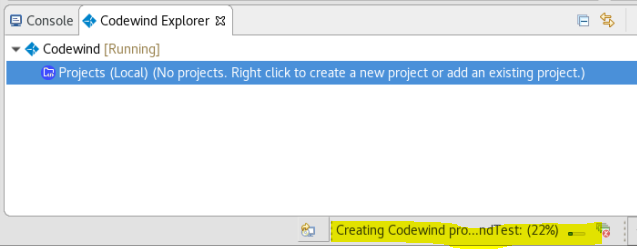 Console Codewind Explorer
Codewind [Running]
Projects (Local) (No projects. Right click to create a new project or add an existing project.)
Creating Codewind pro...ndTest: (22%)